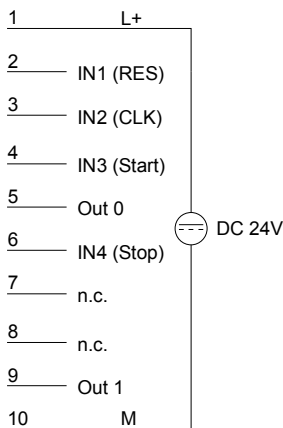 1 L+
2 IN1 (RES)
3 IN2 (CLK)
4 IN3 (Start)
5 Out 0
DC 24V
6 IN4 (Stop)
7 n.c.
8 n.c.
9 Out 1
10 M